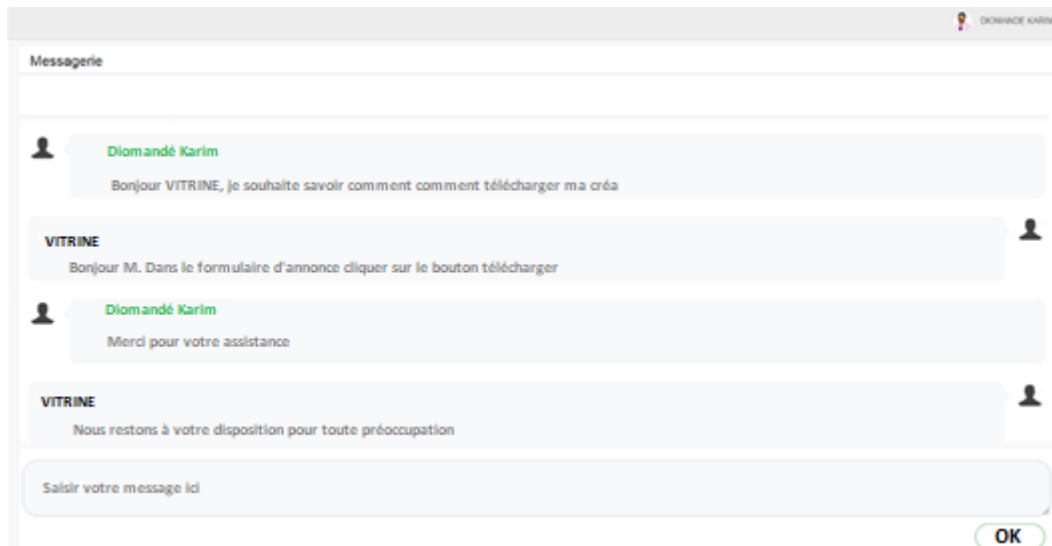 DIOMANDE KARIM
Messagerie
Diomandé Karim
Bonjour VITRINE, je souhaite savoir comment comment télécharger ma créa
VITRINE
Bonjour M. Dans le formulaire d'annonce cliquer sur le bouton télécharger
Diomandé Karim
Merci pour votre assistance
VITRINE
Nous restons à votre disposition pour toute préoccupation
Saisir votre message ici
OK